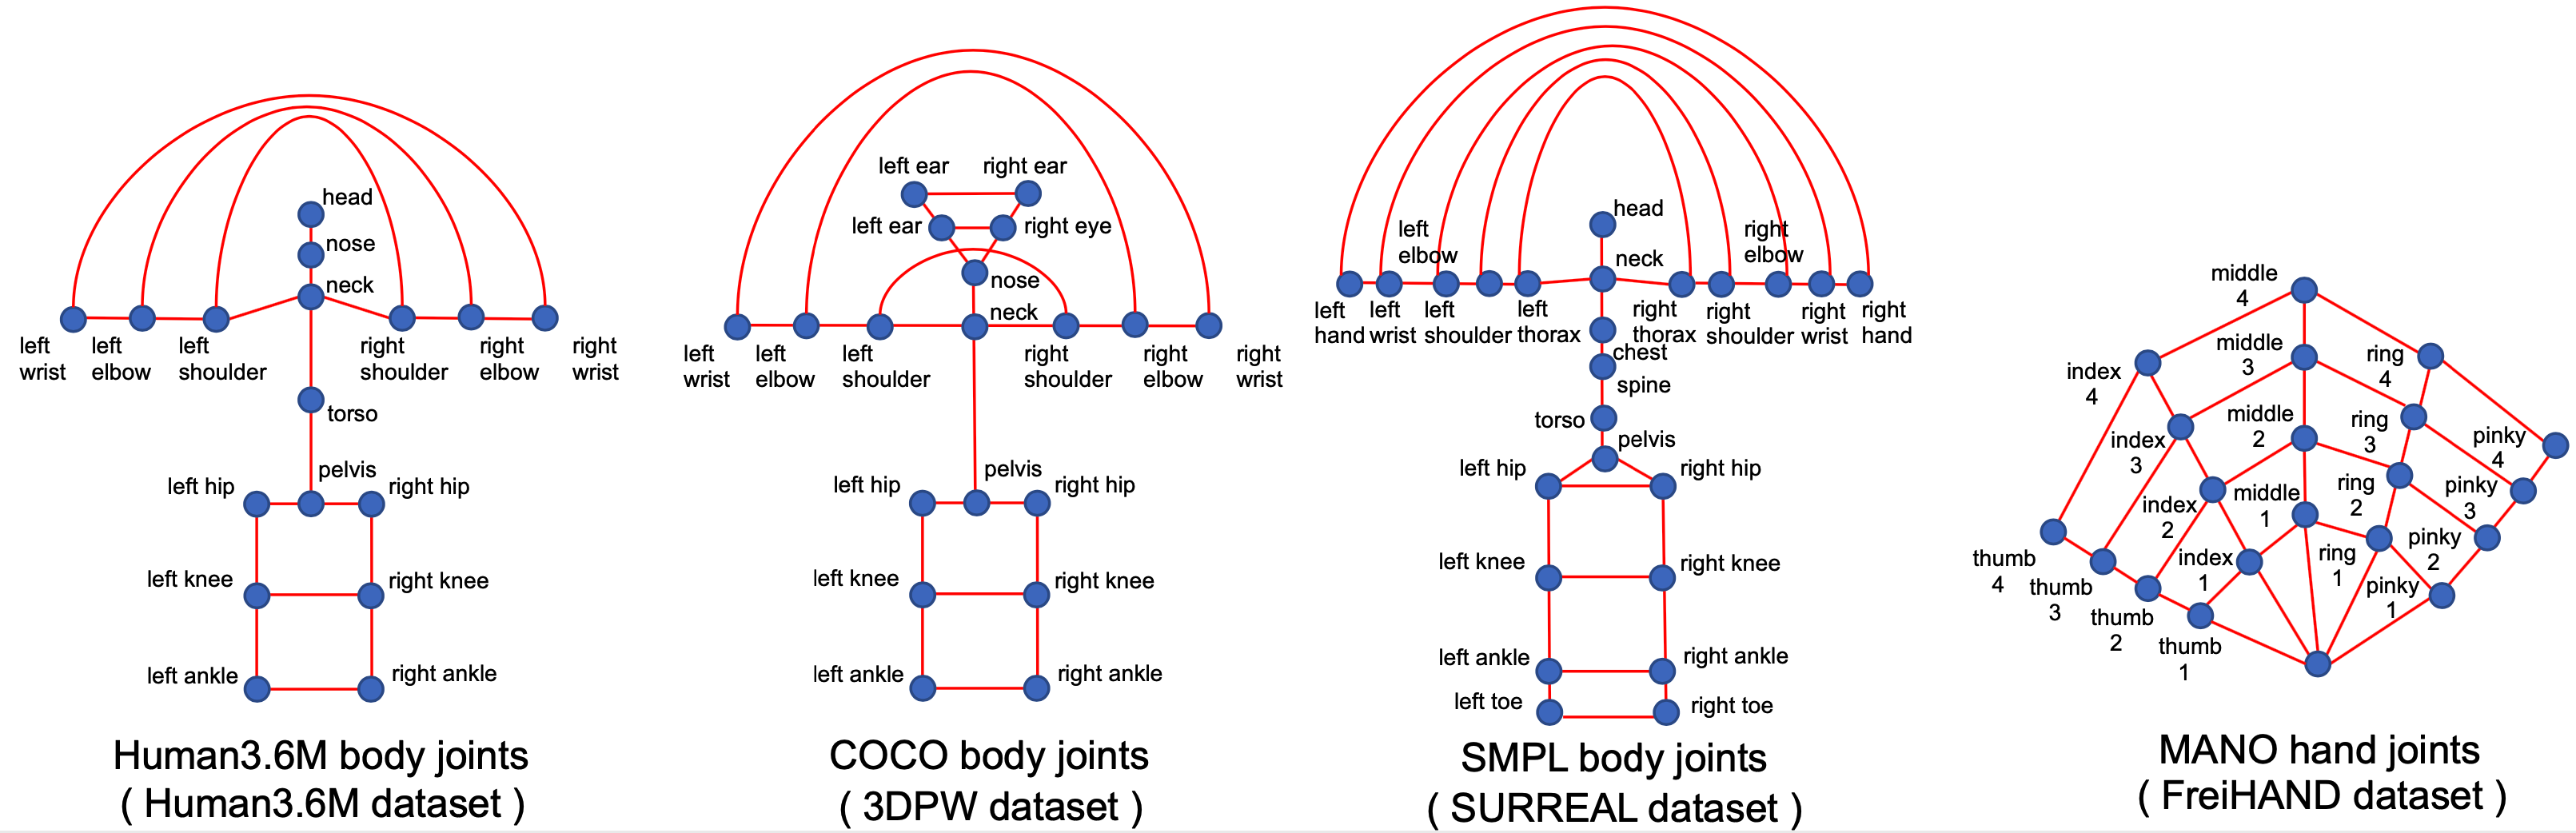 head
nose
neck
left
wrist
left
elbow
left
shoulder
right
shoulder
right
elbow
right
wrist
torso
pelvis
left hip
right hip
left knee
right knee
left ankle
right ankle
Human3.6M body joints
( Human3.6M dataset )
left ear
right ear
left ear
right eye
nose
neck
left
wrist
left
elbow
left
shoulder
right
shoulder
right
elbow
right
wrist
pelvis
left hip
right hip
left knee
right knee
left ankle
right ankle
COCO body joints
( 3DPW dataset )
head
left
elbow
right
elbow
neck
left
hand
left
wrist
left
shoulder
left
thorax
right
thorax
right
shoulder
right
wrist
right
hand
chest
spine
torso
pelvis
left hip
right hip
left knee
right knee
left ankle
right ankle
left toe
right toe
SMPL body joints
( SURREAL dataset )
middle
4
middle
3
ring
4
index
4
middle
2
ring
3
pinky
4
index
3
middle
1
ring
2
pinky
3
index
2
index
1
ring
1
pinky
2
pinky
1
thumb
4
thumb
3
thumb
2
thumb
1
MANO hand joints
( FreiHAND dataset )